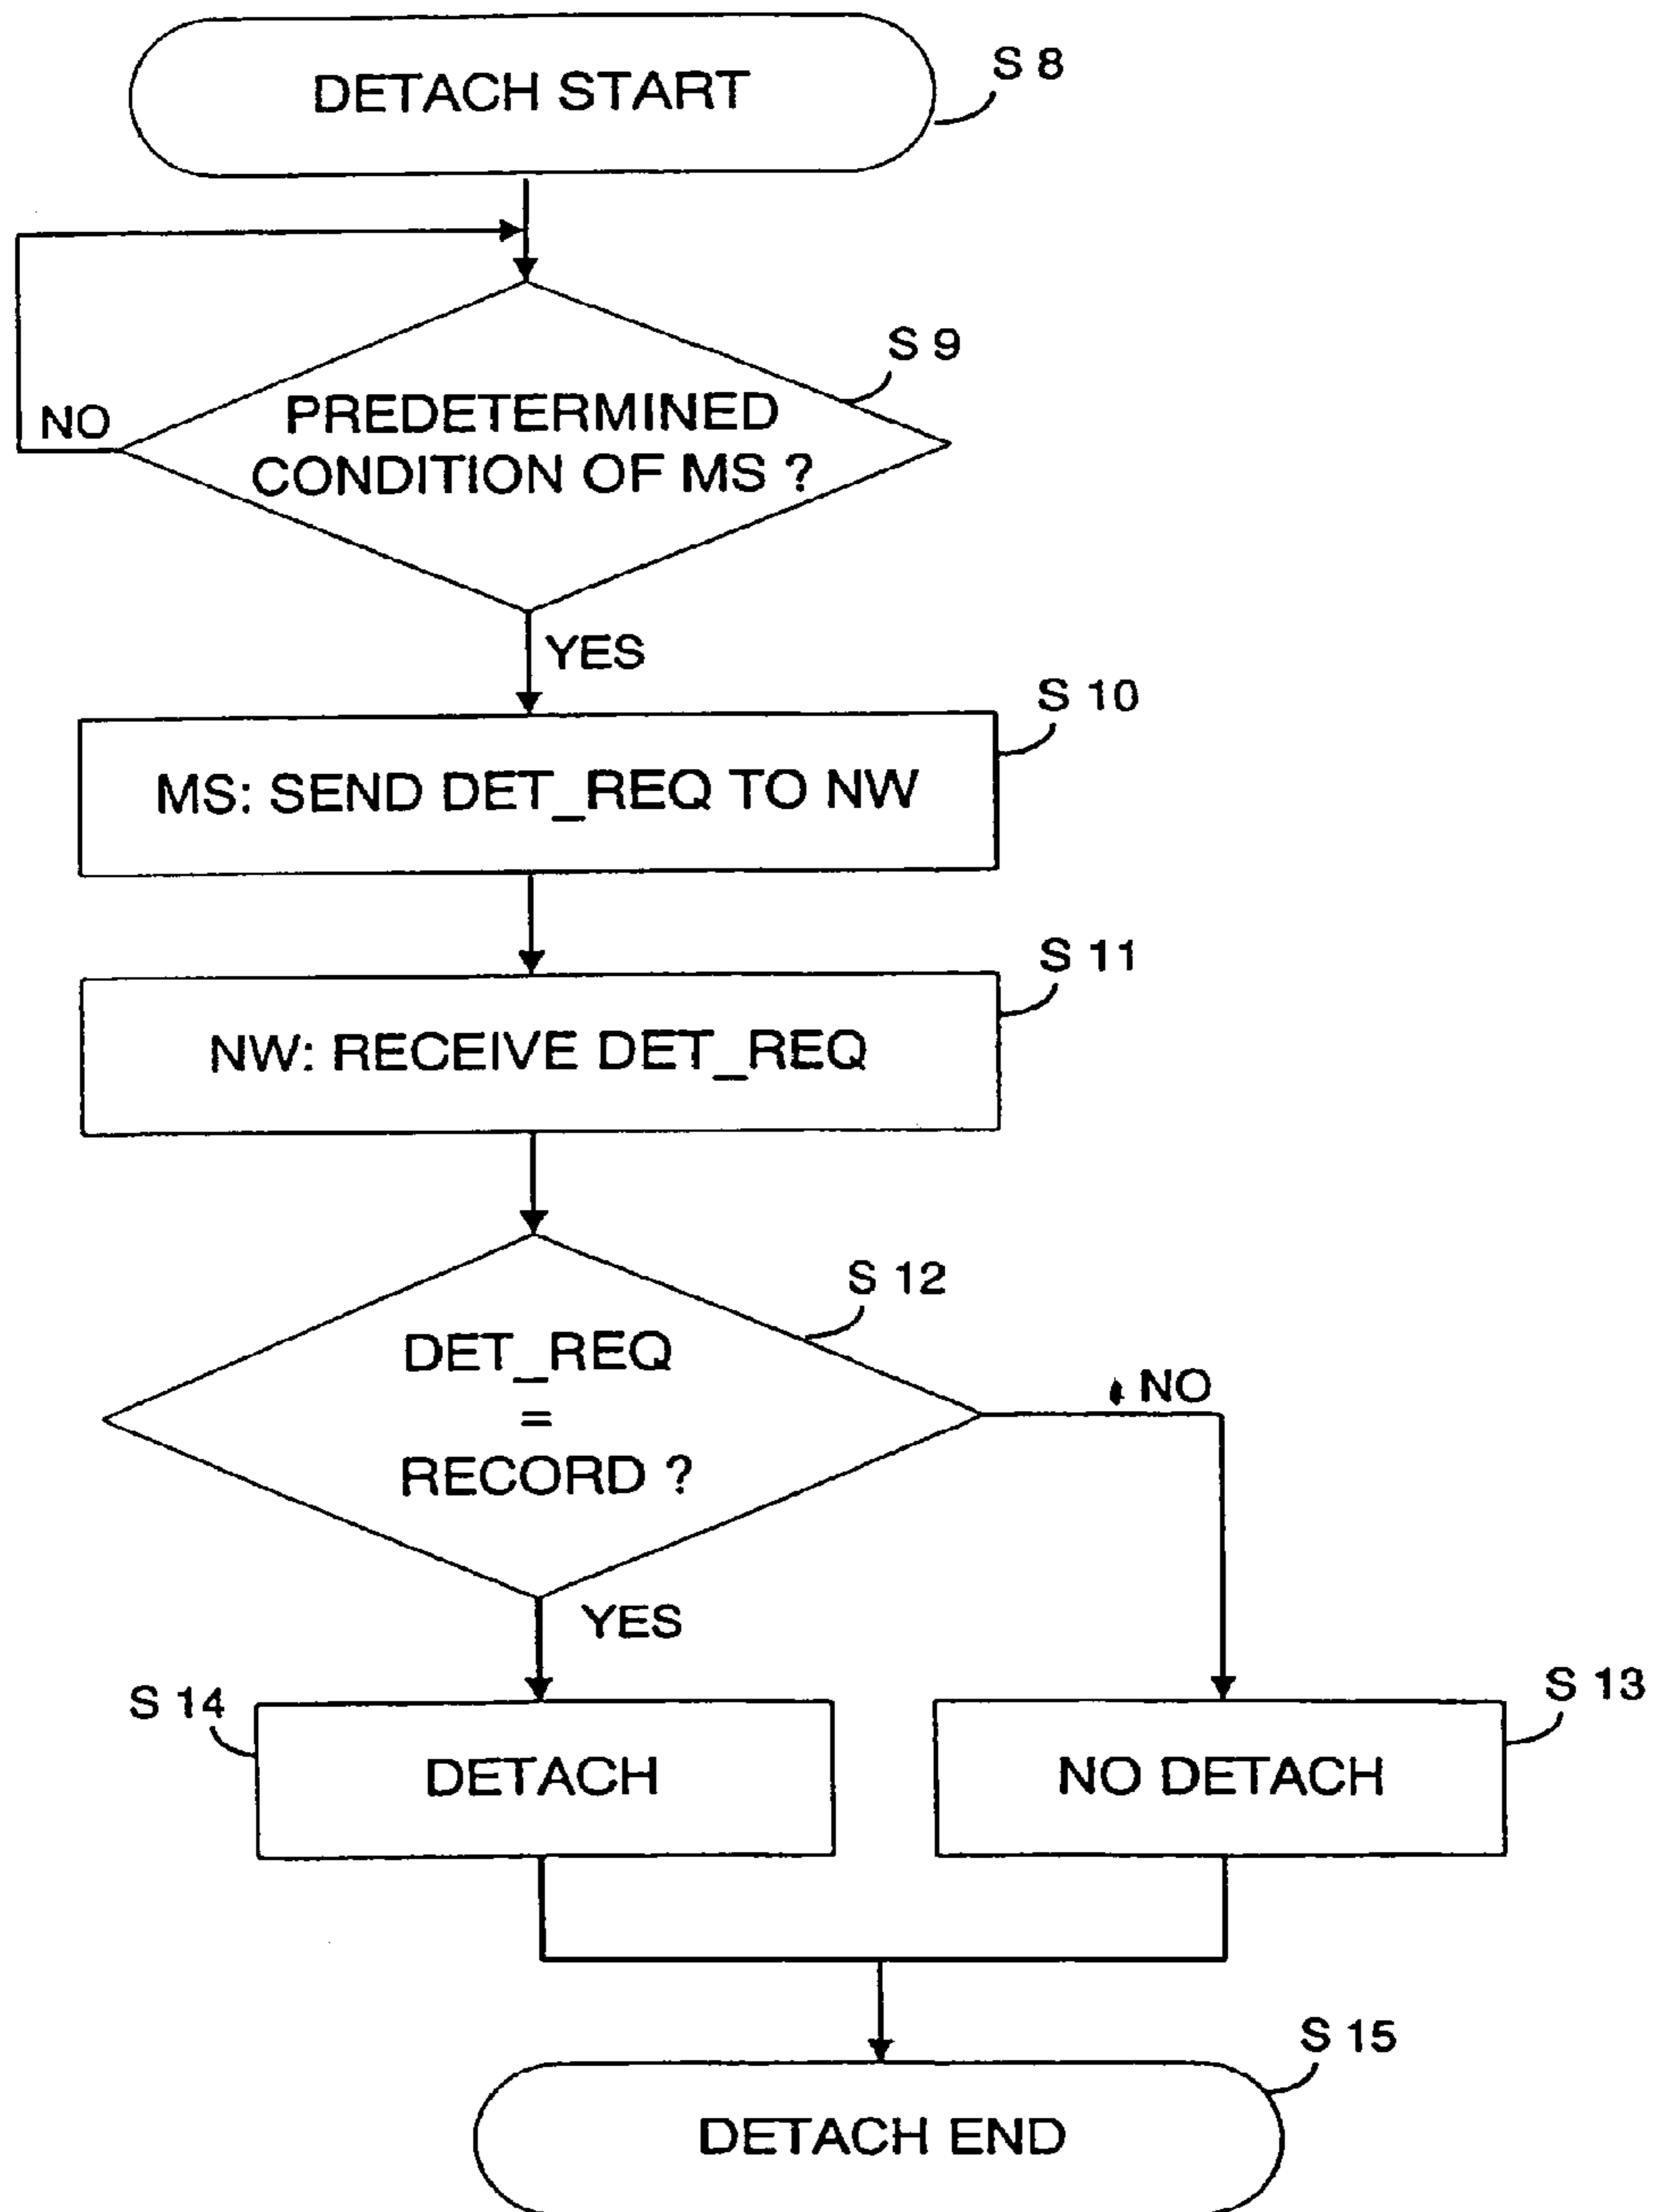 DETACH START
S 8
S 9
PREDETERMINED
CONDITION OF MS ?
NO
YES
S 10
MS: SEND DET_REQ TO NW
S 11
NW: RECEIVE DET_REQ
S 12
DET_REQ
=
RECORD ?
NO
YES
S 14
DETACH
S 13
NO DETACH
S 15
DETACH END